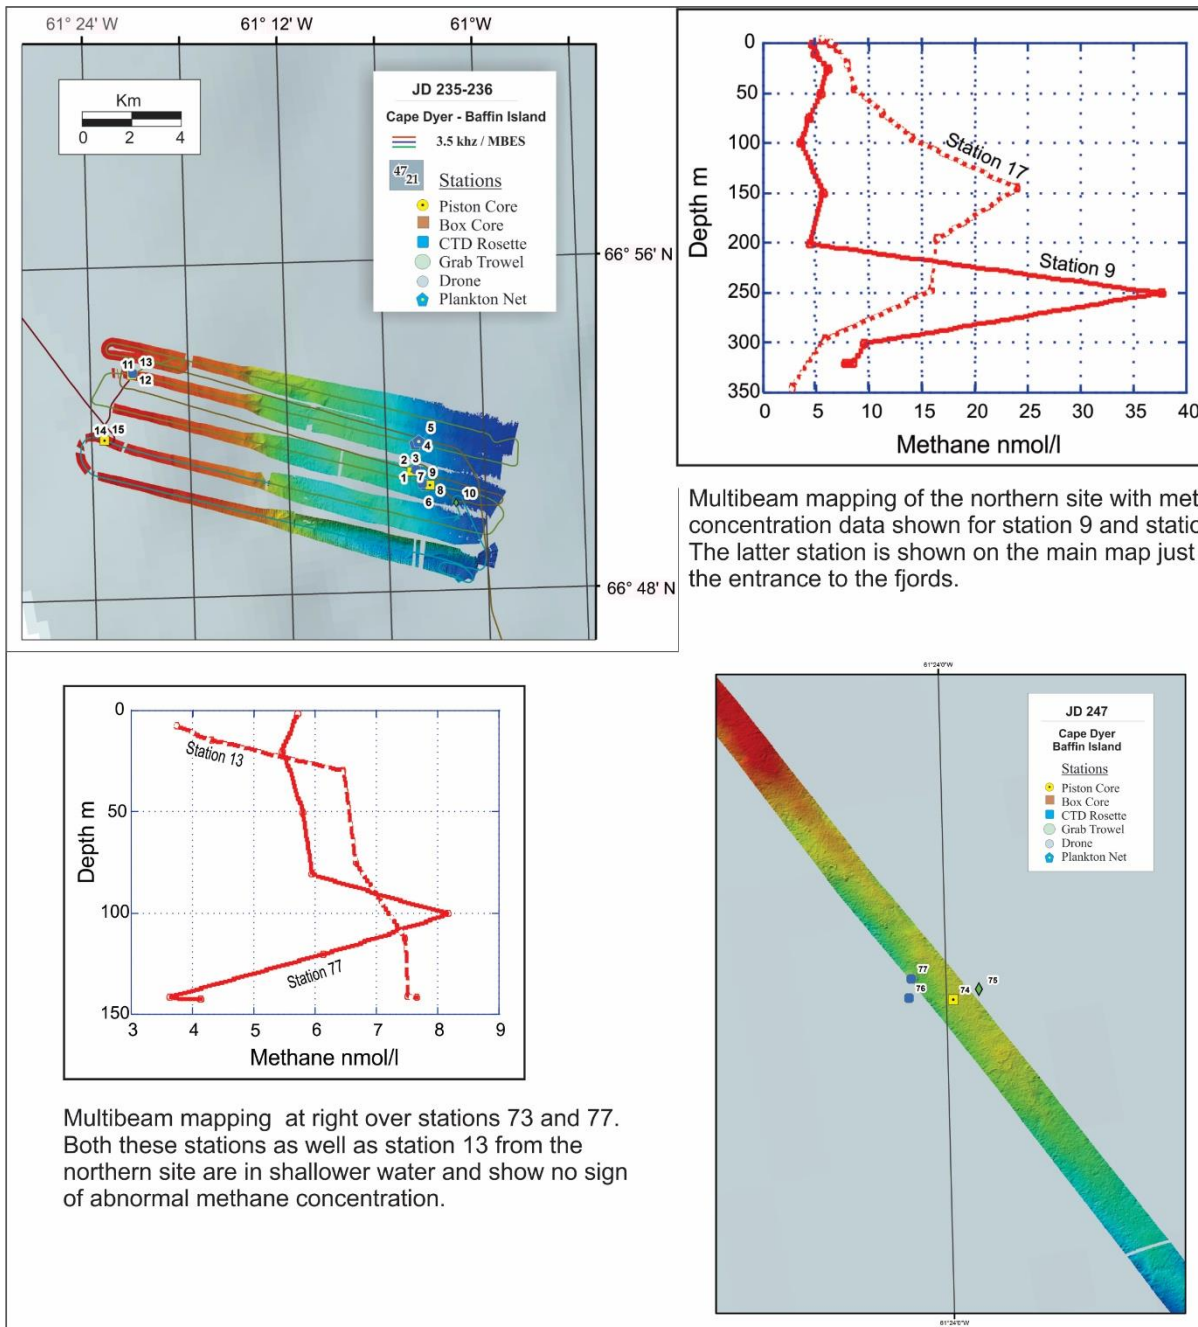 61° 24' W
61° 12' W
61°W
Km
0 2 4
JD 235-236
Cape Dyer - Baffin Island
3.5 khz / MBES
47
21
Stations
Piston Core
Box Core
CTD Rosette
Grab Trowel
Drone
Plankton Net
66° 56' N
66° 48' N
11 13
12
14 15
5
4
2 3
1 7 9
8
6
10
0
50
100
150
200
250
300
350
Depth m
Station 17
Station 9
0 5 10 15 20 25 30 35 40
Methane nmol/l
Multibeam mapping of the northern site with met
concentration data shown for station 9 and static
The latter station is shown on the main map just
the entrance to the fjords.
0
50
100
150
Depth m
Station 13
Station 77
3 4 5 6 7 8 9
Methane nmol/l
Multibeam mapping at right over stations 73 and 77.
Both these stations as well as station 13 from the
northern site are in shallower water and show no sign
of abnormal methane concentration.
61°24'0"W
JD 247
Cape Dyer
Baffin Island
Stations
Piston Core
Box Core
CTD Rosette
Grab Trowel
Drone
Plankton Net
77
76
74
75
61°24'0"W